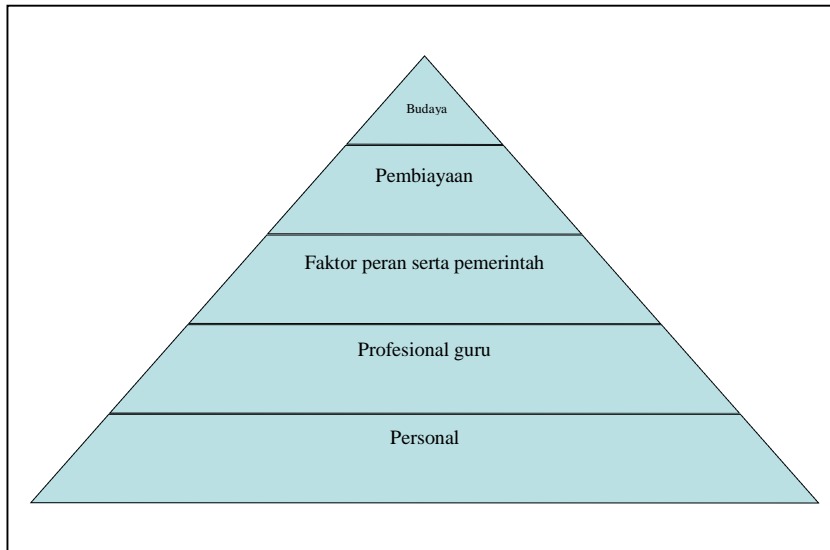 Budaya
Pembiayaan
Faktor peran serta pemerintah
Profesional guru
Personal